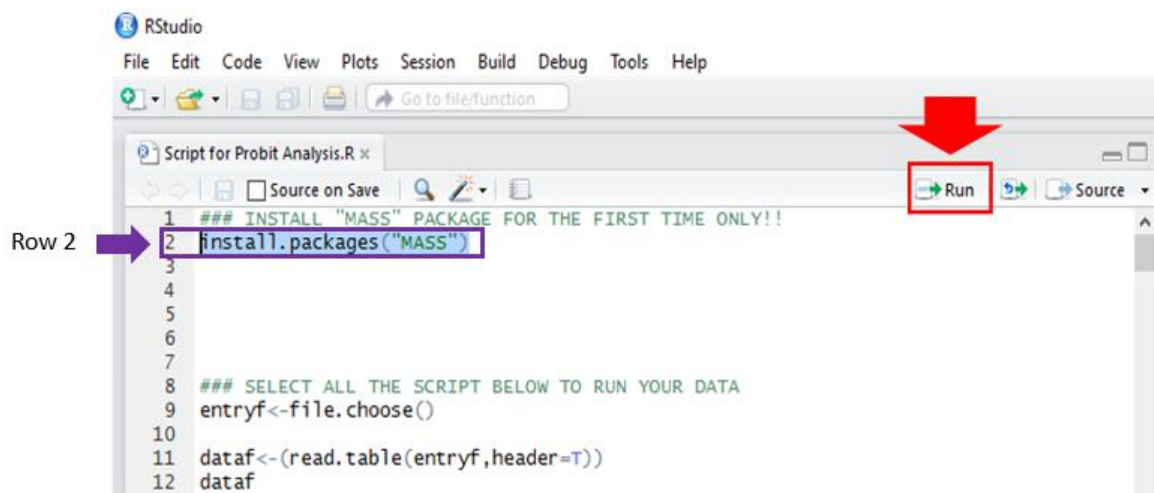 RStudio
File Edit Code View Plots Session Build Debug Tools Help
Go to file/function
Script for Probit Analysis.R ×
Source on Save Run Source
1 ### INSTALL "MASS" PACKAGE FOR THE FIRST TIME ONLY!!
Row 2
2 install.packages("MASS")
3
4
5
6
7
8 ### SELECT ALL THE SCRIPT BELOW TO RUN YOUR DATA
9 entryf<-file.choose()
10
11 dataf<-(read.table(entryf,header=T))
12 dataf